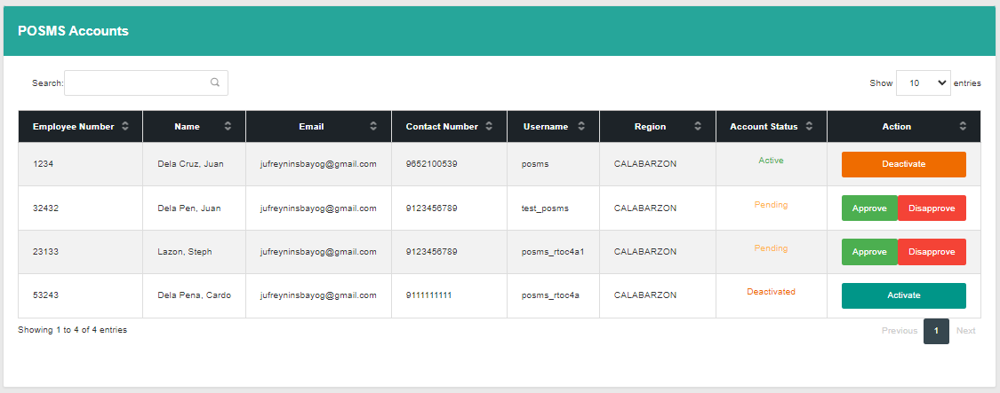 POSMS Accounts
Search:
Show 10 entries
Employee Number Name Email Contact Number Username Region Account Status Action
1234 Dela Cruz, Juan jufreyninsbayog@gmail.com 9652100539 posms CALABARZON Active Deactivate
32432 Dela Pen, Juan jufreyninsbayog@gmail.com 9123456789 test_posms CALABARZON Pending Approve Disapprove
23133 Lazon, Steph jufreyninsbayog@gmail.com 9123456789 posms_rtoc4a1 CALABARZON Pending Approve Disapprove
53243 Dela Pena, Cardo jufreyninsbayog@gmail.com 9111111111 posms_rtoc4a CALABARZON Deactivated Activate
Showing 1 to 4 of 4 entries
Previous 1 Next